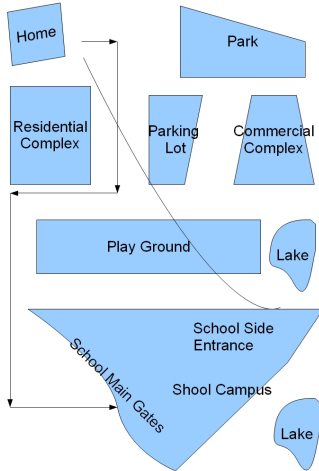 Home
Park
Residential
Complex
Parking
Lot
Commercial
Complex
Play Ground
Lake
School Side
Entrance
School Main Gates
Shool Campus
Lake